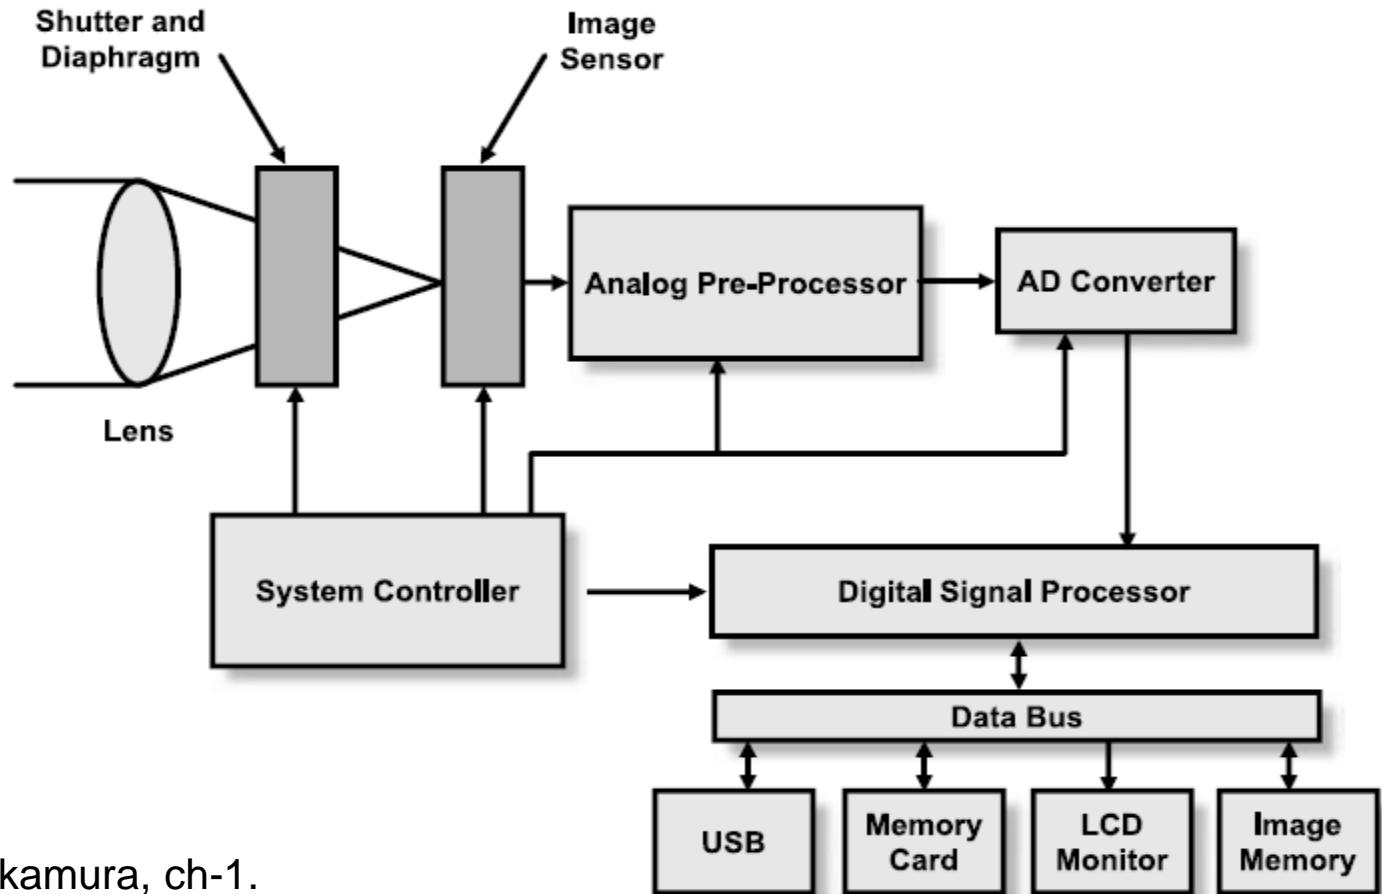 Shutter and
Diaphragm
Image
Sensor
Lens
Analog Pre-Processor
AD Converter
System Controller
Digital Signal Processor
Data Bus
USB
Memory
Card
LCD
Monitor
Image
Memory
kamura, ch-1.